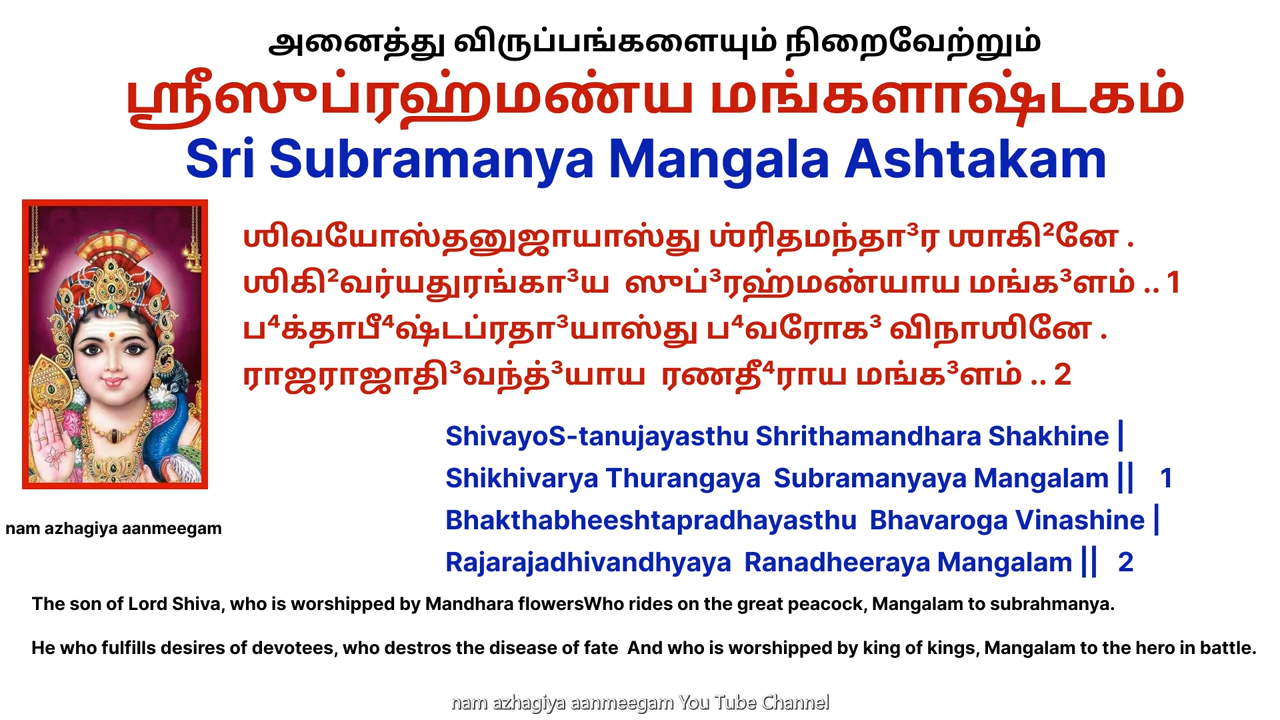 அனைத்து விருப்பங்களையும் நிறைவேற்றும்
ஸ்ரீஸுப்ரஹ்மண்ய மங்களாஷ்டகம்
Sri Subramanya Mangala Ashtakam
ஶிவயோஸ்தனுஜாயாஸ்து ஶ்ரிதமந்தா³ர ஶாகி²னே .
ஶிகி²வர்யதுரங்கா³ய ஸுப்³ரஹ்மண்யாய மங்க³ளம் .. 1
ப⁴க்தாபீ⁴ஷ்டப்ரதா³யாஸ்து ப⁴வரோக³ விநாஶினே .
ராஜராஜாதி³வந்த்³யாய ரணதீ⁴ராய மங்க³ளம் .. 2
ShivayoS-tanujayasthu Shrithamandhara Shakhine |
Shikhivarya Thurangaya Subramanyaya Mangalam || 1
Bhakthabheeshtapradhayasthu Bhavaroga Vinashine |
Rajarajadhivandhyaya Ranadheeraya Mangalam || 2
nam azhagiya aanmeegam
The son of Lord Shiva, who is worshipped by Mandhara flowersWho rides on the great peacock, Mangalam to subrahmanya.
He who fulfills desires of devotees, who destros the disease of fate And who is worshipped by king of kings, Mangalam to the hero in battle.
nam azhagiya aanmeegam You Tube Channel